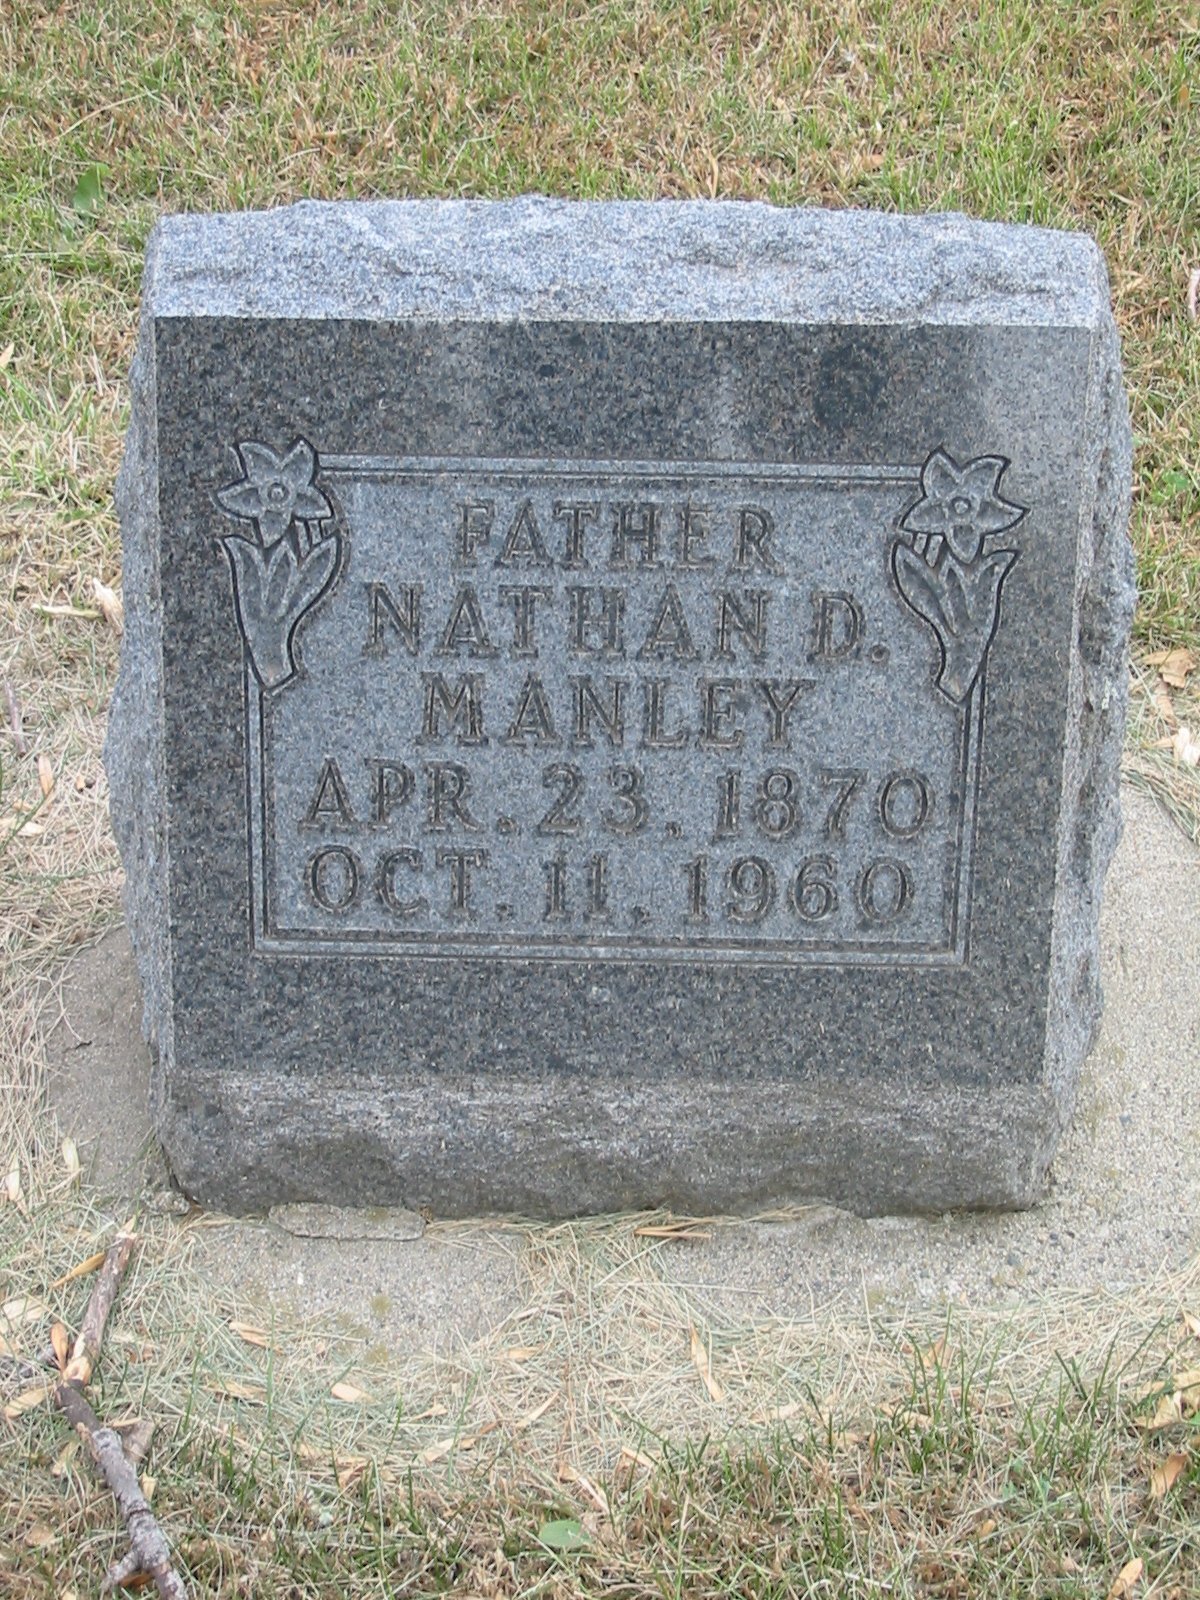 FATHER
NATHAN D.
MANLEY
APR. 23, 1870
OCT. 11, 1960